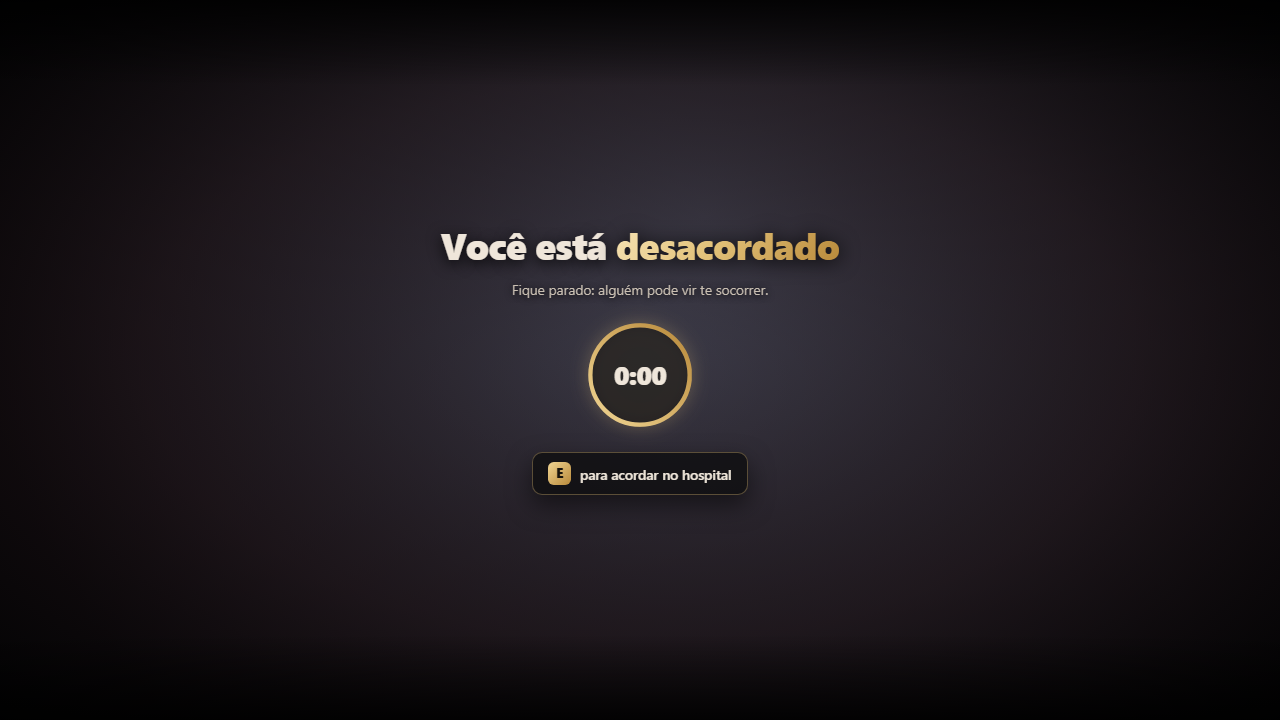 Você está desacordado
Fique parado: alguém pode vir te socorrer.
0:00
E para acordar no hospital